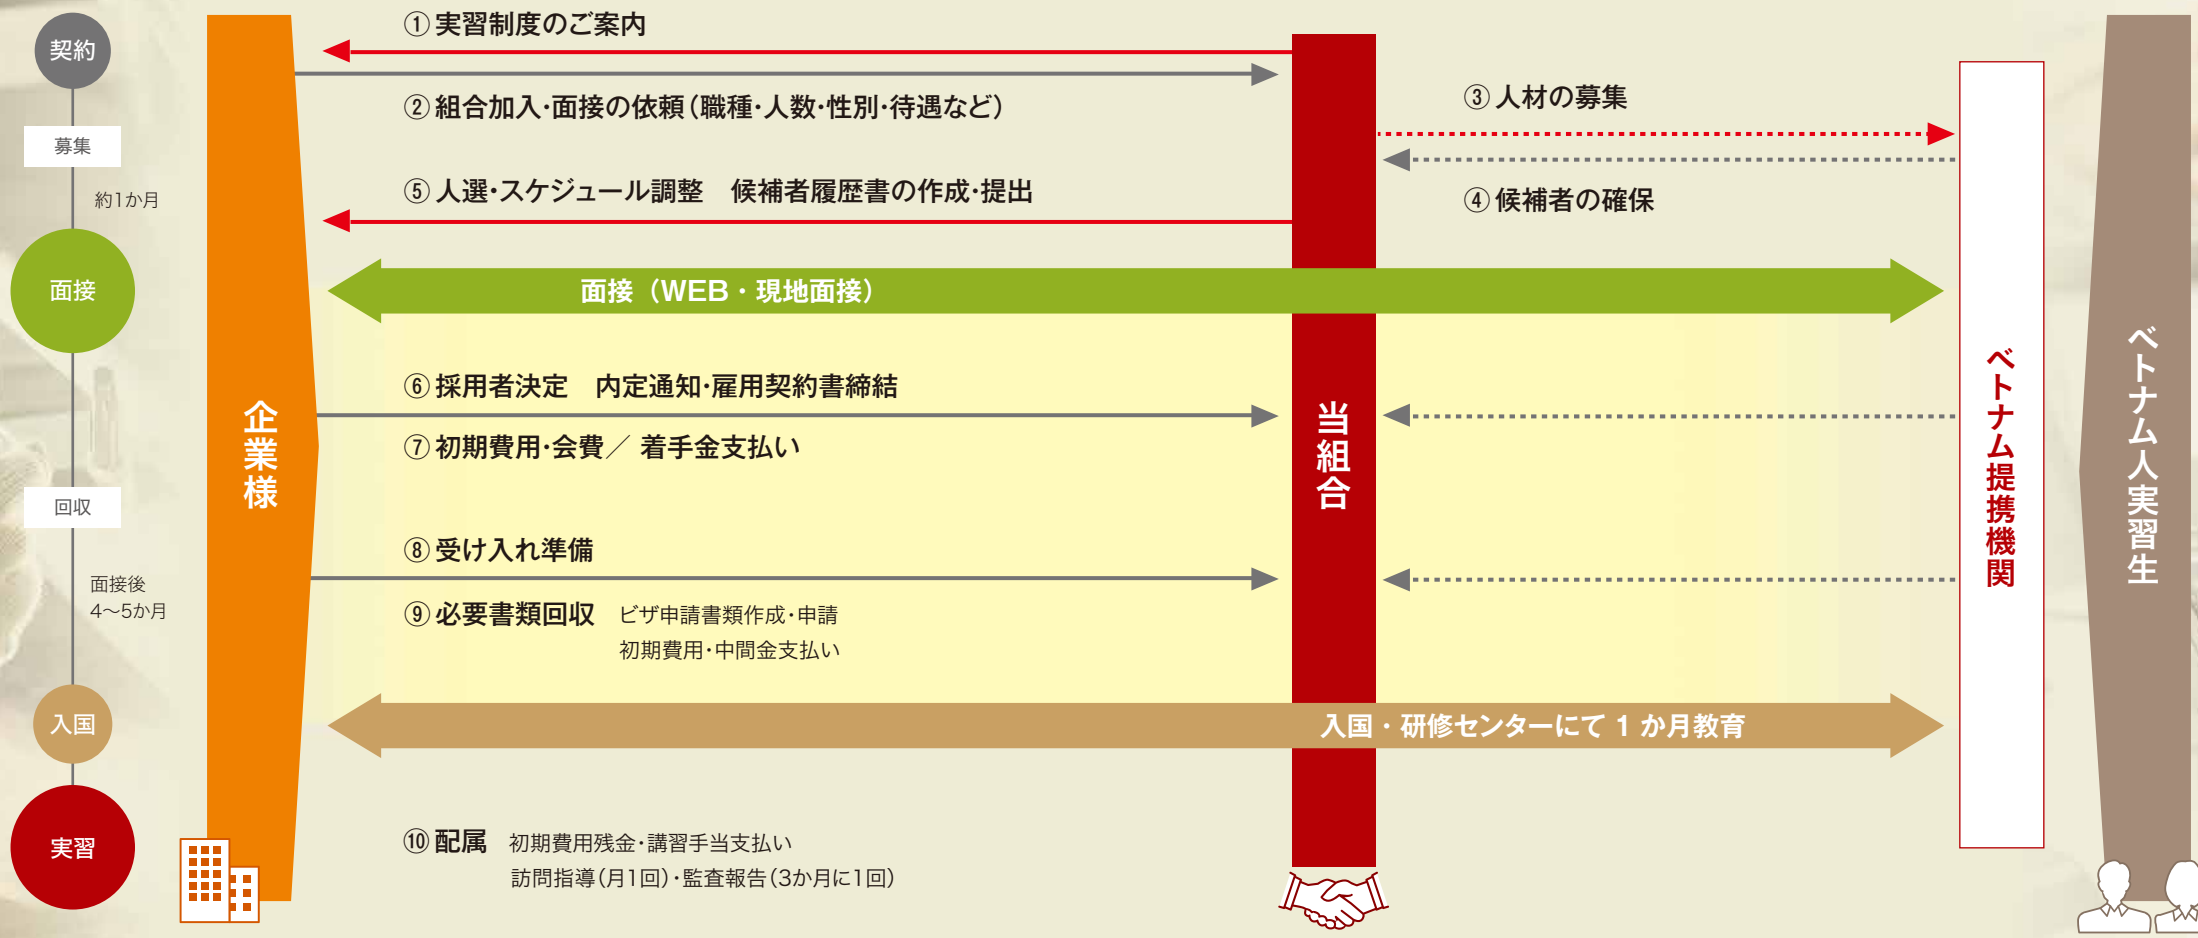 契約
募集
約1か月
面接
回収
面接後
4〜5か月
入国
実習
企業様
①実習制度のご案内
②組合加入・面接の依頼（職種・人数・性別・待遇など）
③人材の募集
④候補者の確保
⑤人選・スケジュール調整　候補者履歴書の作成・提出
面接（WEB・現地面接）
⑥採用者決定　内定通知・雇用契約書締結
⑦初期費用・会費／ 着手金支払い
⑧受け入れ準備
⑨必要書類回収　ビザ申請書類作成・申請
初期費用・中間金支払い
入国・研修センターにて 1 か月教育
⑩配属　初期費用残金・講習手当支払い
訪問指導（月1回）・監査報告（3か月に1回）
当組合
ベトナム提携機関
ベトナム人実習生